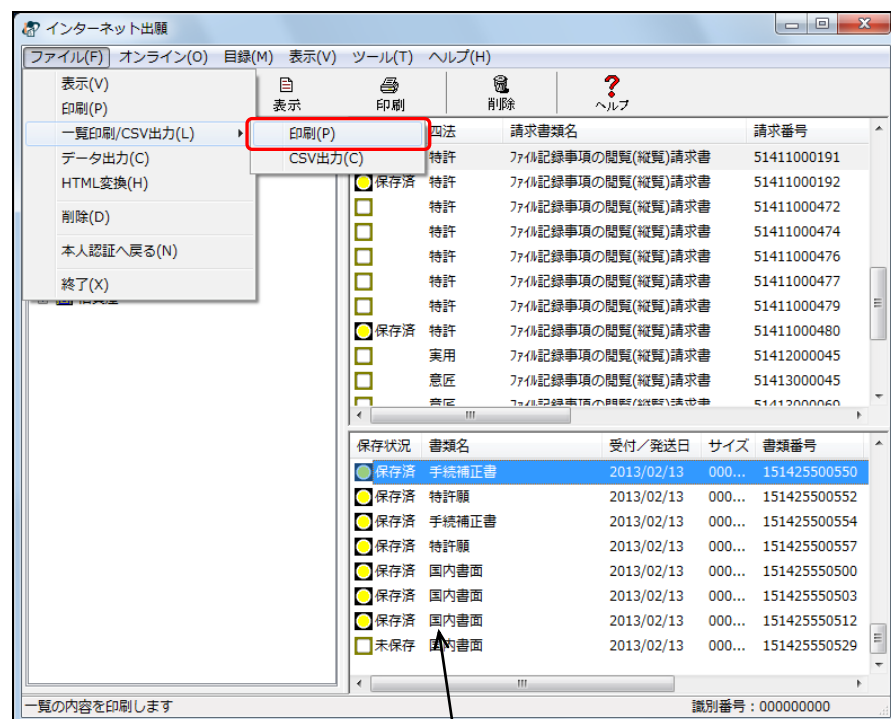 インターネット出願
ファイル(F) オンライン(O) 目録(M) 表示(V) ツール(T) ヘルプ(H)
表示 印刷 削除 ヘルプ
表示(V)
印刷(P)
一覧印刷/CSV出力(L)
データ出力(C)
HTML変換(H)
削除(D)
本人認証へ戻る(N)
終了(X)
印刷(P)
CSV出力(C)
四法 請求書類名 請求番号
特許 ファイル記録事項の閲覧(縦覧)請求書 51411000191
保存済 特許 ファイル記録事項の閲覧(縦覧)請求書 51411000192
特許 ファイル記録事項の閲覧(縦覧)請求書 51411000472
特許 ファイル記録事項の閲覧(縦覧)請求書 51411000474
特許 ファイル記録事項の閲覧(縦覧)請求書 51411000476
特許 ファイル記録事項の閲覧(縦覧)請求書 51411000477
特許 ファイル記録事項の閲覧(縦覧)請求書 51411000479
保存済 特許 ファイル記録事項の閲覧(縦覧)請求書 51411000480
実用 ファイル記録事項の閲覧(縦覧)請求書 51412000045
意匠 ファイル記録事項の閲覧(縦覧)請求書 51413000045
意匠 ファイル記録事項の閲覧(縦覧)請求書 51413000060
保存状況 書類名 受付/発送日 サイズ 書類番号
保存済 手続補正書 2013/02/13 000... 151425500550
保存済 特許願 2013/02/13 000... 151425500552
保存済 手続補正書 2013/02/13 000... 151425500554
保存済 特許願 2013/02/13 000... 151425500557
保存済 国内書面 2013/02/13 000... 151425550500
保存済 国内書面 2013/02/13 000... 151425550503
保存済 国内書面 2013/02/13 000... 151425550512
未保存 国内書面 2013/02/13 000... 151425550529
一覧の内容を印刷します 識別番号:000000000